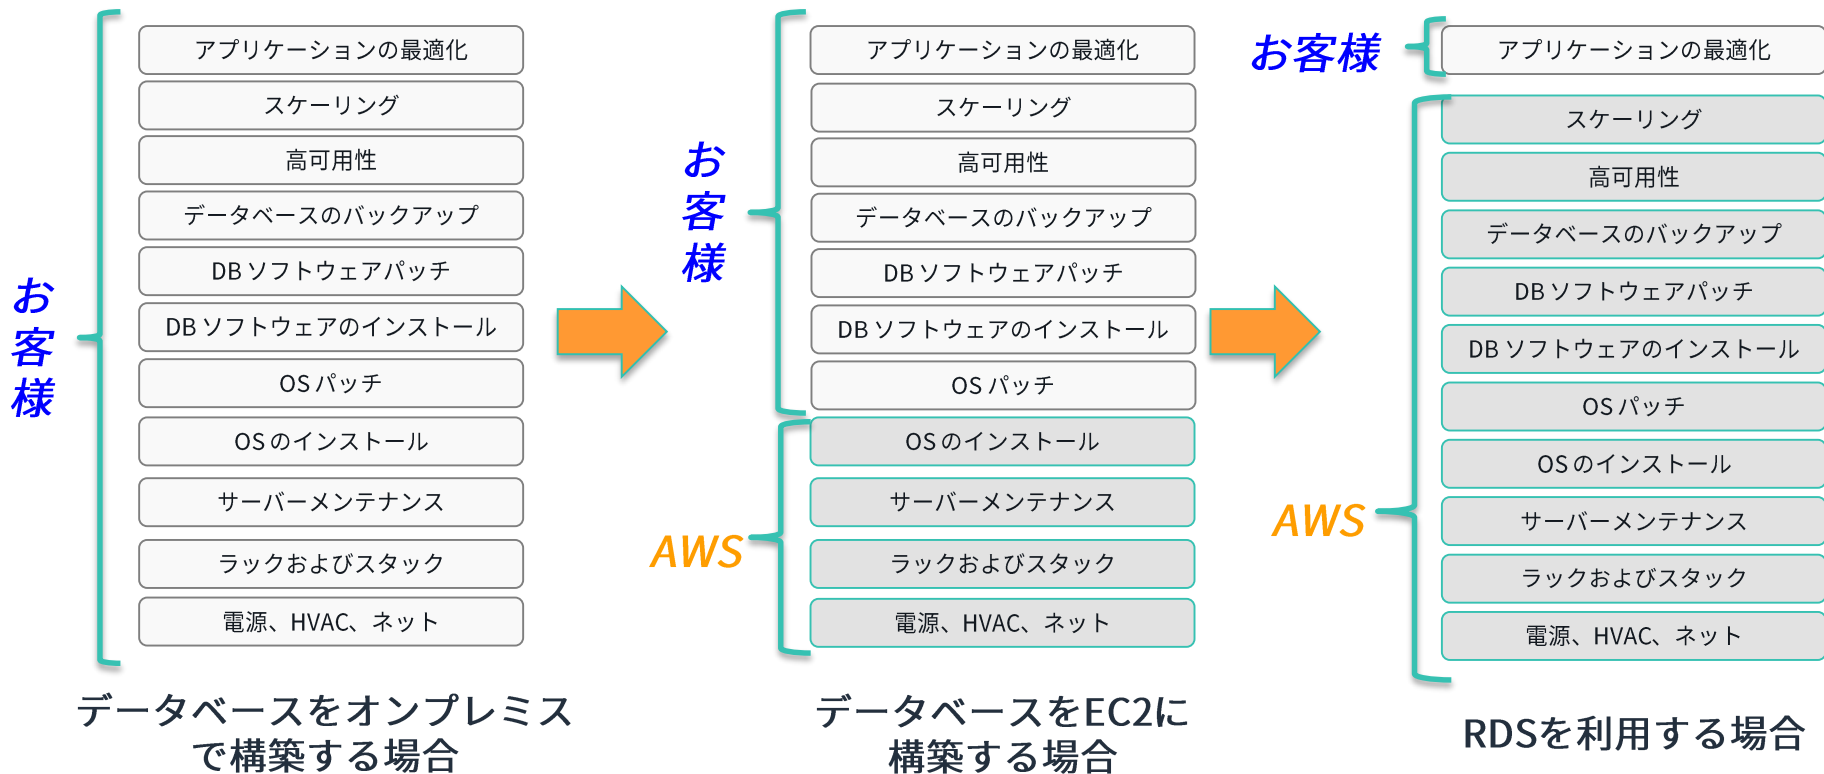 お
客
様
アプリケーションの最適化
スケーリング
高可用性
データベースのバックアップ
DB ソフトウェアパッチ
DB ソフトウェアのインストール
OS パッチ
OS のインストール
サーバーメンテナンス
ラックおよびスタック
電源、HVAC、ネット
データベースをオンプレミス
で構築する場合
お
客
様
AWS
アプリケーションの最適化
スケーリング
高可用性
データベースのバックアップ
DB ソフトウェアパッチ
DB ソフトウェアのインストール
OS パッチ
OS のインストール
サーバーメンテナンス
ラックおよびスタック
電源、HVAC、ネット
データベースをEC2に
構築する場合
お客様
AWS
アプリケーションの最適化
スケーリング
高可用性
データベースのバックアップ
DB ソフトウェアパッチ
DB ソフトウェアのインストール
OS パッチ
OS のインストール
サーバーメンテナンス
ラックおよびスタック
電源、HVAC、ネット
RDSを利用する場合